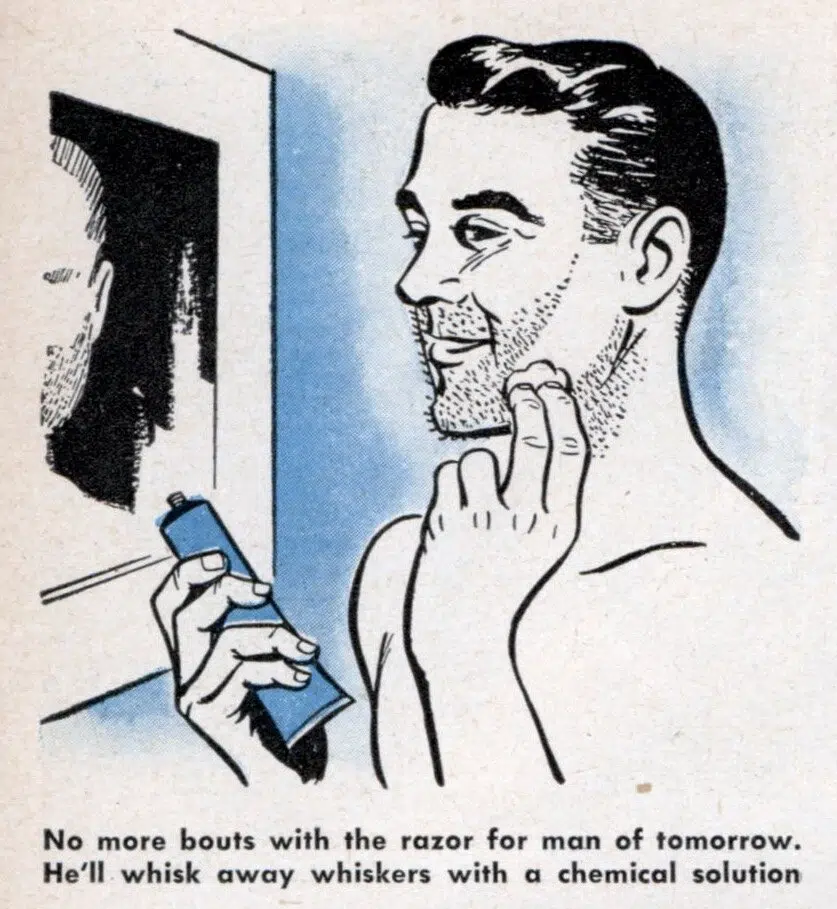 No more bouts with the razor for man of tomorrow.
He'll whisk away whiskers with a chemical solution